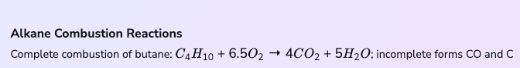 Alkane Combustion Reactions
Complete combustion of butane: C₄H₁₀ + 6.5O₂ → 4CO₂ + 5H₂O; incomplete forms CO and C